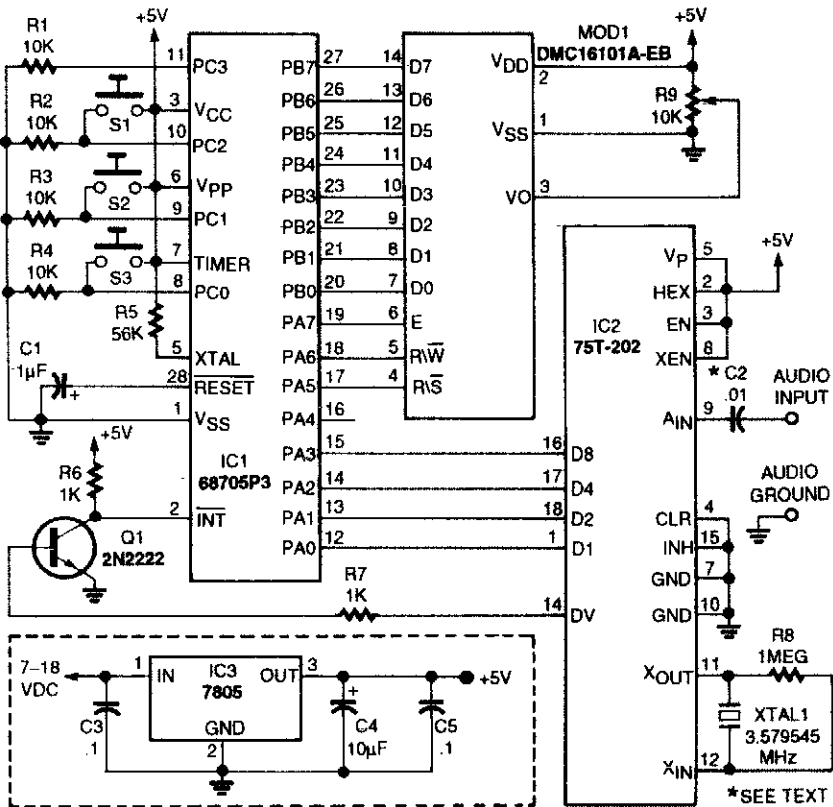 R1
10K
+5V
11
PC3
R2
10K
S1
3
VCC
10
PC2
R3
10K
S2
6
VPP
9
PC1
R4
10K
S3
7
TIMER
8
PC0
R5
56K
5
XTAL
C1
1µF
+
28
RESET
1
VSS
+5V
R6
1K
2
INT
Q1
2N2222
IC1
68705P3
PB7
27
PB6
26
PB5
25
PB4
24
PB3
23
PB2
22
PB1
21
PB0
20
PA7
19
PA6
18
PA5
17
PA4
16
PA3
15
PA2
14
PA1
13
PA0
12
14
D7
13
D6
12
D5
11
D4
10
D3
9
D2
8
D1
7
D0
6
E
5
R\W
4
R\S
MOD1
DMC16101A-EB
VDD
2
VSS
1
VO
3
+5V
R9
10K
IC2
75T-202
VP
5
HEX
2
EN
3
XEN
8
+5V
* C2
.01
AUDIO
INPUT
AIN
9
AUDIO
GROUND
CLR
4
INH
15
GND
7
GND
10
16
D8
17
D4
18
D2
1
D1
R7
1K
14
DV
XOUT
11
R8
1MEG
XTAL1
3.579545
MHz
XIN
12
*SEE TEXT
7–18
VDC
1
IN
IC3
7805
OUT
3
GND
2
C3
.1
+
C4
10µF
C5
.1
+5V